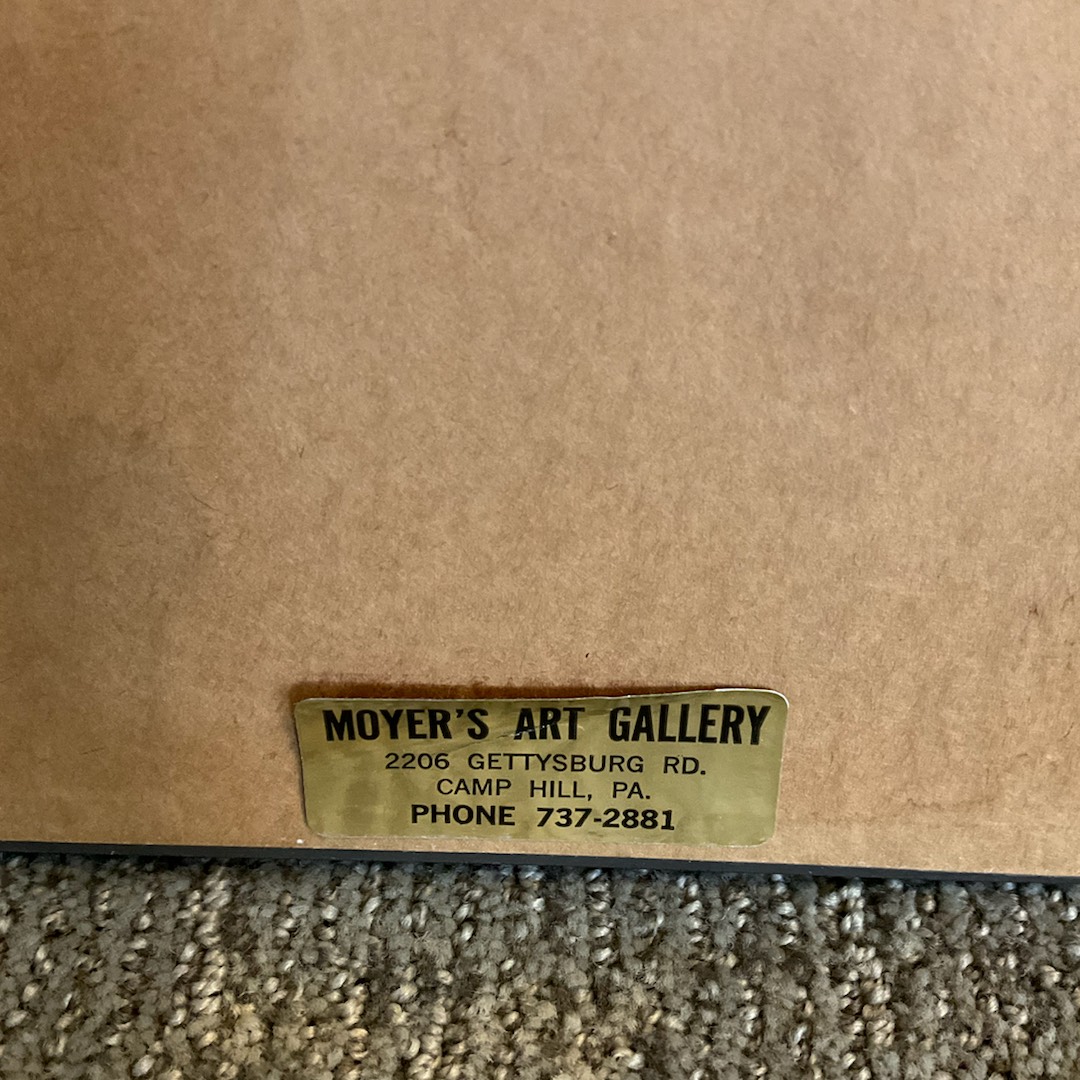 MOYER'S ART GALLERY
2206 GETTYSBURG RD.
CAMP HILL, PA.
PHONE 737-2881